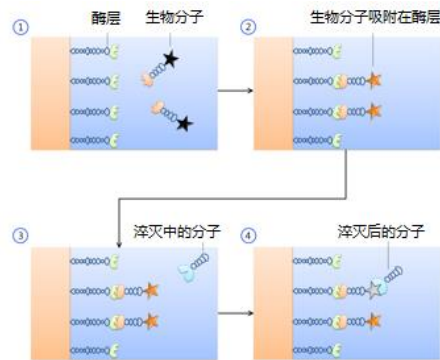 ① 酶层 生物分子
② 生物分子吸附在酶层
③ 淬灭中的分子
④ 淬灭后的分子